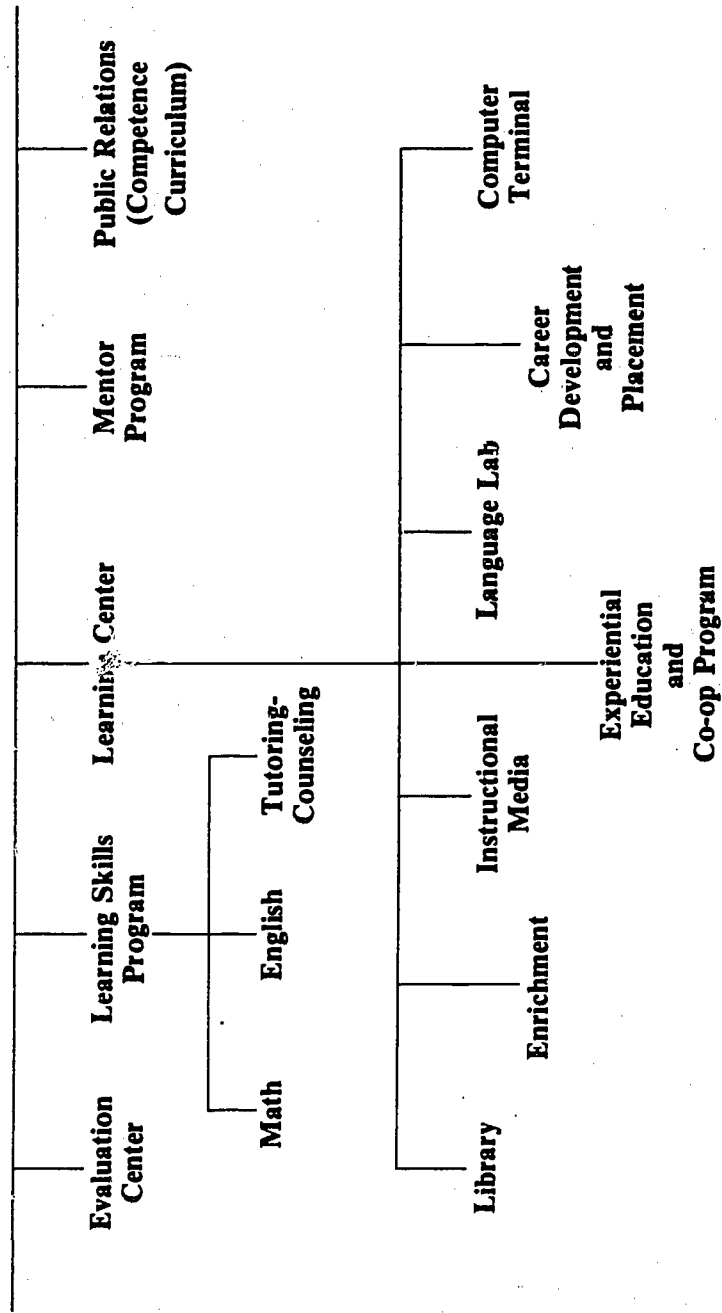 Evaluation
Center
Learning Skills
Program
Learning Center
Mentor
Program
Public Relations
(Competence
Curriculum)
Math
English
Tutoring-
Counseling
Library
Enrichment
Instructional
Media
Experiential
Education
and
Co-op Program
Language Lab
Career
Development
and
Placement
Computer
Terminal